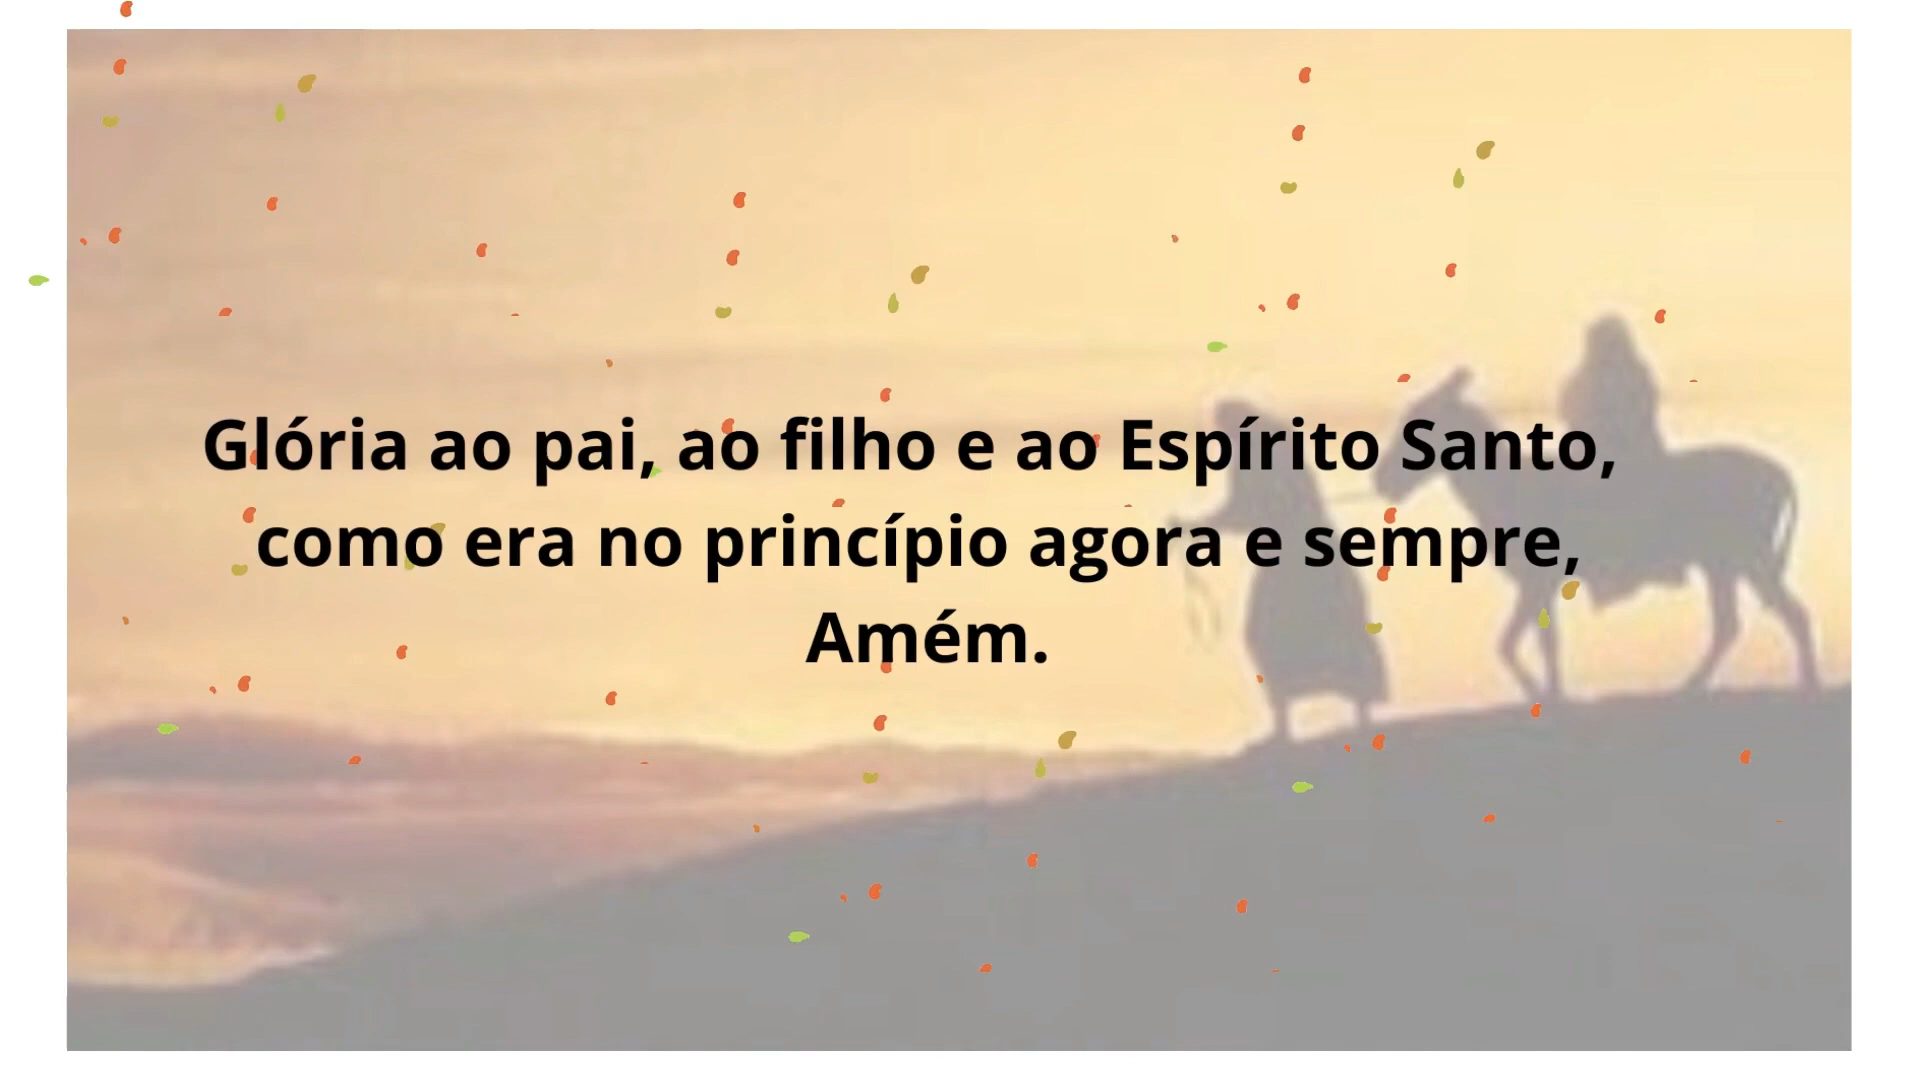 Glória ao pai, ao filho e ao Espírito Santo,
como era no princípio agora e sempre,
Amém.